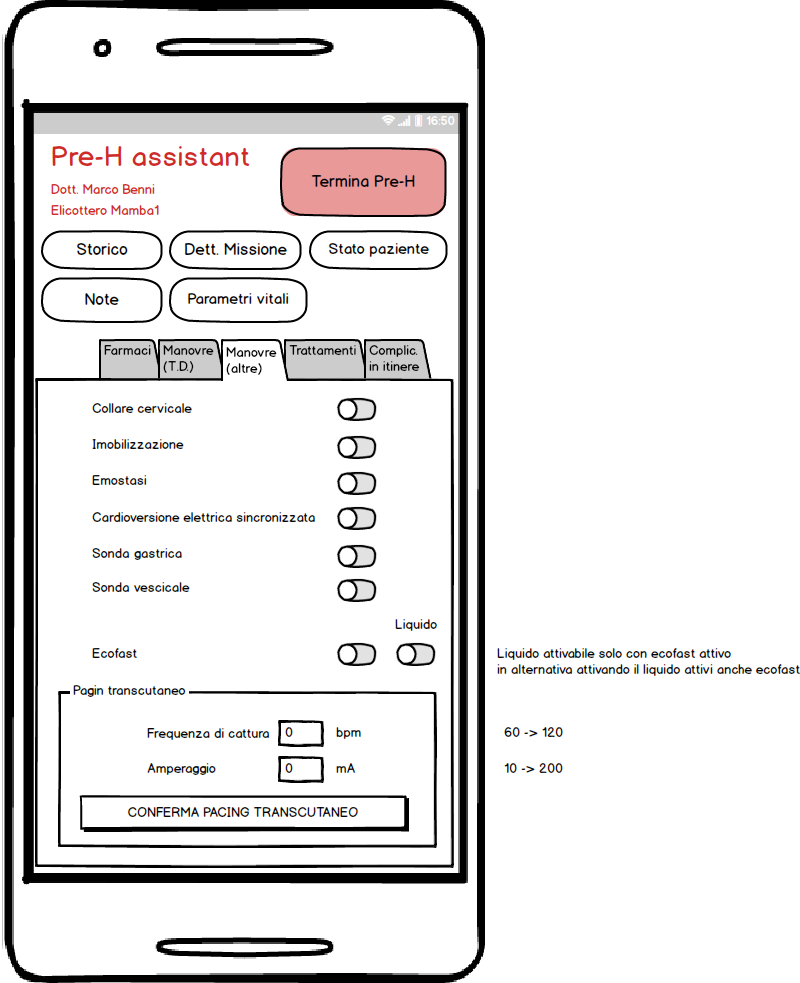 16:50
Pre-H assistant
Termina Pre-H
Dott. Marco Benni
Elicottero Mamba1
Storico
Dett. Missione
Stato paziente
Note
Parametri vitali
Farmaci
Manovre
(T.D.)
Manovre
(altre)
Trattamenti
Complic.
in itinere
Collare cervicale
Imobilizzazione
Emostasi
Cardioversione elettrica sincronizzata
Sonda gastrica
Sonda vescicale
Liquido
Ecofast
Liquido attivabile solo con ecofast attivo
in alternativa attivando il liquido attivi anche ecofast
Pagin transcutaneo
Frequenza di cattura 0 bpm
60 -> 120
Amperaggio 0 mA
10 -> 200
CONFERMA PACING TRANSCUTANEO